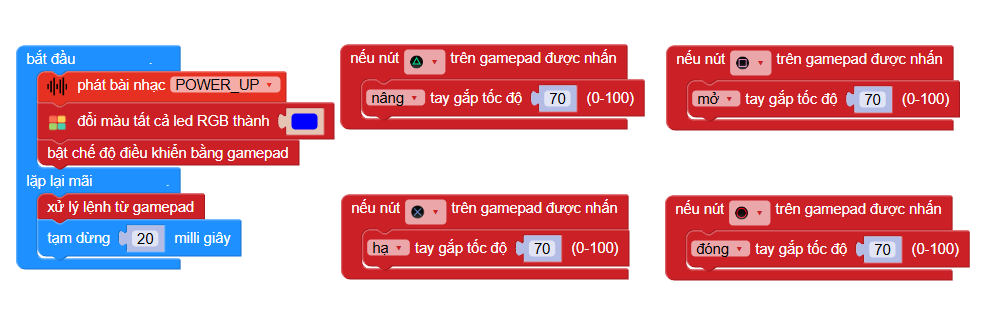 bắt đầu
phát bài nhạc POWER_UP
đổi màu tất cả led RGB thành
bật chế độ điều khiển bằng gamepad
lặp lại mãi
xử lý lệnh từ gamepad
tạm dừng 20 milli giây
nếu nút trên gamepad được nhấn
nâng tay gắp tốc độ 70 (0-100)
nếu nút trên gamepad được nhấn
mở tay gắp tốc độ 70 (0-100)
nếu nút trên gamepad được nhấn
hạ tay gắp tốc độ 70 (0-100)
nếu nút trên gamepad được nhấn
đóng tay gắp tốc độ 70 (0-100)